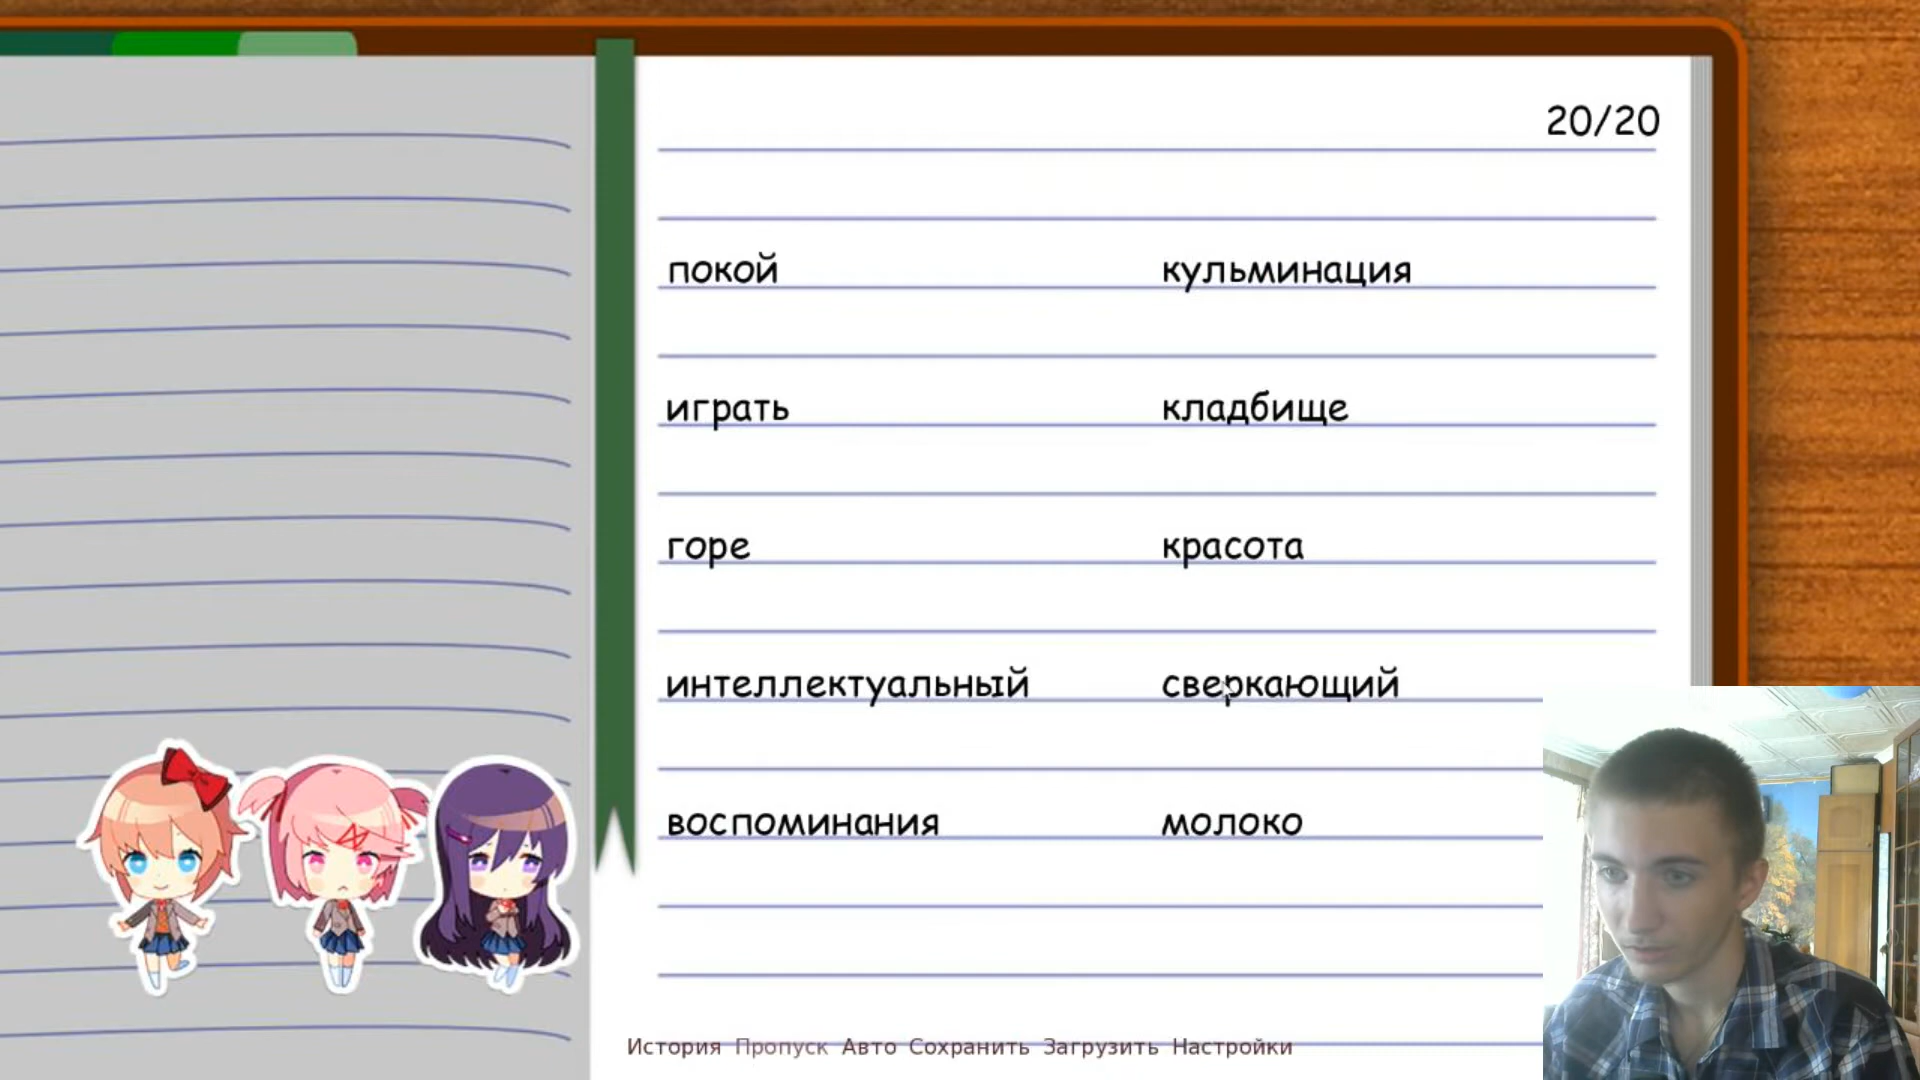 20/20
покой кульминация
играть кладбище
горе красота
интеллектуальный сверкающий
воспоминания молоко
История Пропуск Авто Сохранить Загрузить Настройки